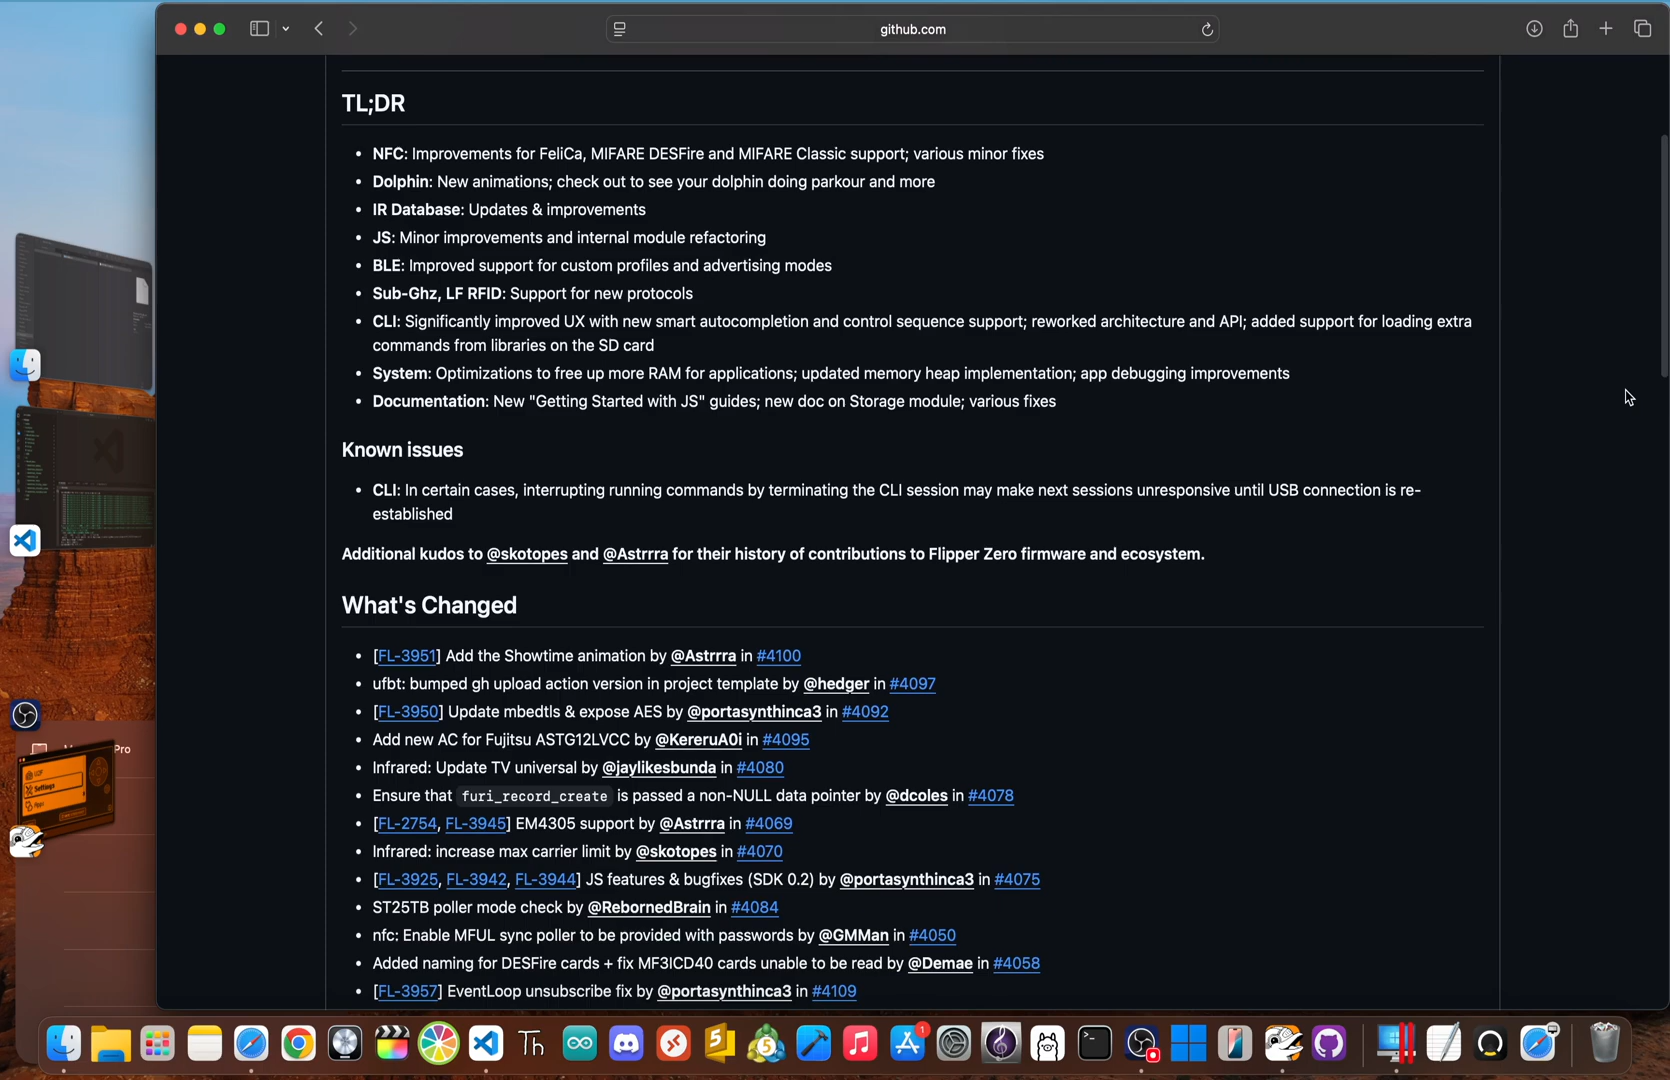 github.com
TL;DR
• NFC: Improvements for FeliCa, MIFARE DESFire and MIFARE Classic support; various minor fixes
• Dolphin: New animations; check out to see your dolphin doing parkour and more
• IR Database: Updates & improvements
• JS: Minor improvements and internal module refactoring
• BLE: Improved support for custom profiles and advertising modes
• Sub-Ghz, LF RFID: Support for new protocols
• CLI: Significantly improved UX with new smart autocompletion and control sequence support; reworked architecture and API; added support for loading extra
commands from libraries on the SD card
• System: Optimizations to free up more RAM for applications; updated memory heap implementation; app debugging improvements
• Documentation: New "Getting Started with JS" guides; new doc on Storage module; various fixes
Known issues
• CLI: In certain cases, interrupting running commands by terminating the CLI session may make next sessions unresponsive until USB connection is re-
established
Additional kudos to @skotopes and @Astrrra for their history of contributions to Flipper Zero firmware and ecosystem.
What's Changed
• [FL-3951] Add the Showtime animation by @Astrrra in #4100
• ufbt: bumped gh upload action version in project template by @hedger in #4097
• [FL-3950] Update mbedtls & expose AES by @portasynthinca3 in #4092
• Add new AC for Fujitsu ASTG12LVCC by @KereruA0i in #4095
• Infrared: Update TV universal by @jaylikesbunda in #4080
• Ensure that furi_record_create is passed a non-NULL data pointer by @dcoles in #4078
• [FL-2754, FL-3945] EM4305 support by @Astrrra in #4069
• Infrared: increase max carrier limit by @skotopes in #4070
• [FL-3925, FL-3942, FL-3944] JS features & bugfixes (SDK 0.2) by @portasynthinca3 in #4075
• ST25TB poller mode check by @RebornedBrain in #4084
• nfc: Enable MFUL sync poller to be provided with passwords by @GMMan in #4050
• Added naming for DESFire cards + fix MF3ICD40 cards unable to be read by @Demae in #4058
• [FL-3957] EventLoop unsubscribe fix by @portasynthinca3 in #4109
Pro
Settings
Apps
Th
5
5
1